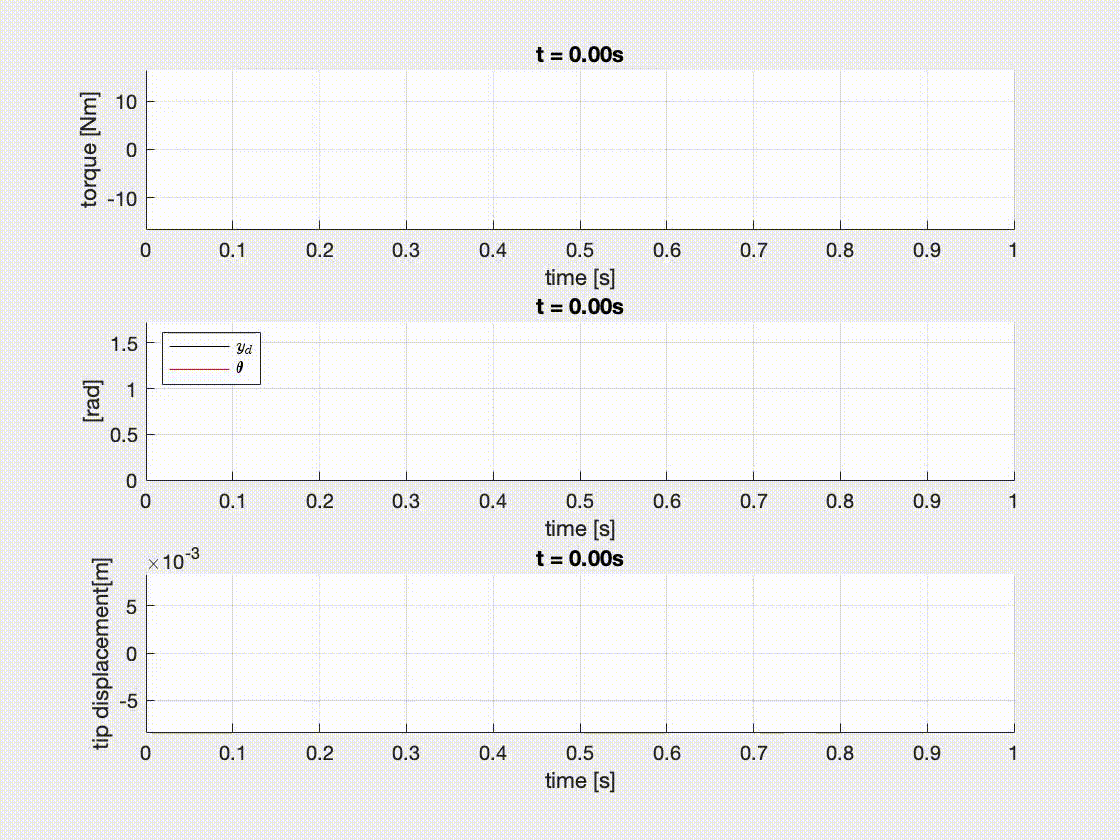 t = 0.00s
torque [Nm]
10
0
-10
0 0.1 0.2 0.3 0.4 0.5 0.6 0.7 0.8 0.9 1
time [s]
t = 0.00s
[rad]
1.5
1
0.5
0
y_d
θ
0 0.1 0.2 0.3 0.4 0.5 0.6 0.7 0.8 0.9 1
time [s]
×10^-3
t = 0.00s
tip displacement[m]
5
0
-5
0 0.1 0.2 0.3 0.4 0.5 0.6 0.7 0.8 0.9 1
time [s]